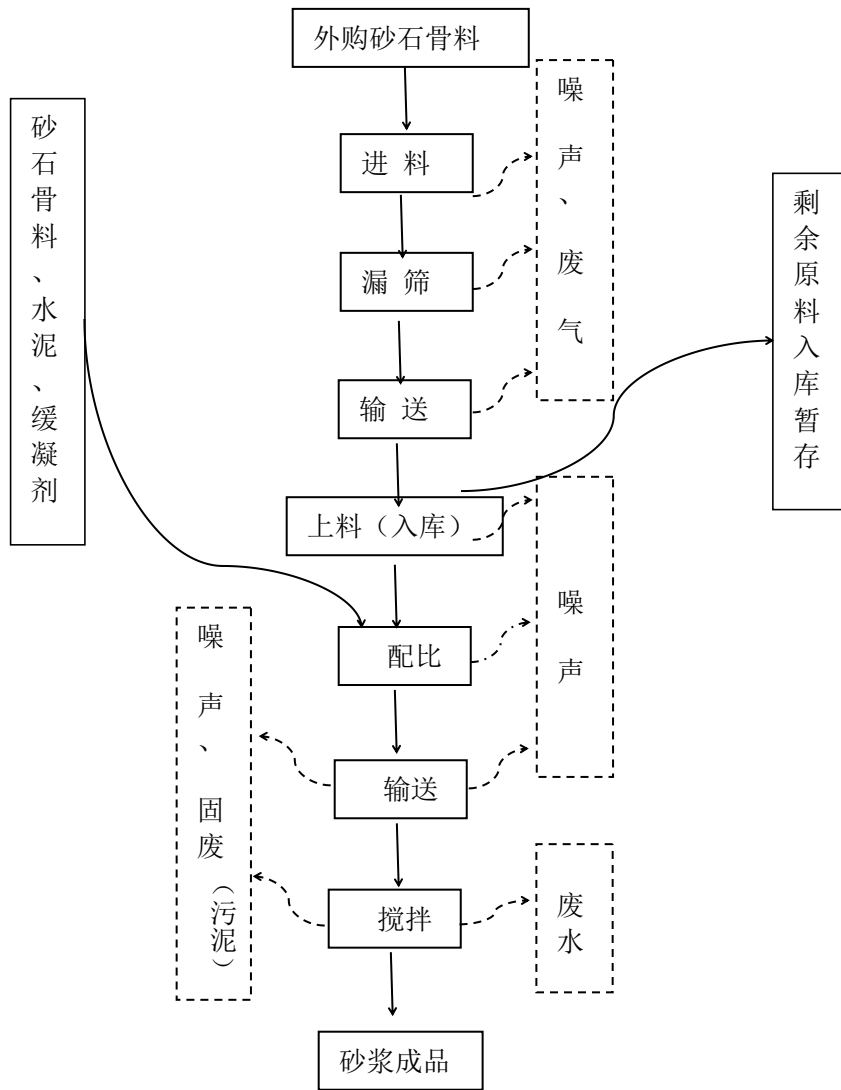 外购砂石骨料
进 料
漏 筛
输 送
上料（入库）
配比
输送
搅拌
砂浆成品
砂石骨料、水泥、缓凝剂
噪声、废气
剩余原料入库暂存
噪声
噪声、固废（污泥）
废水